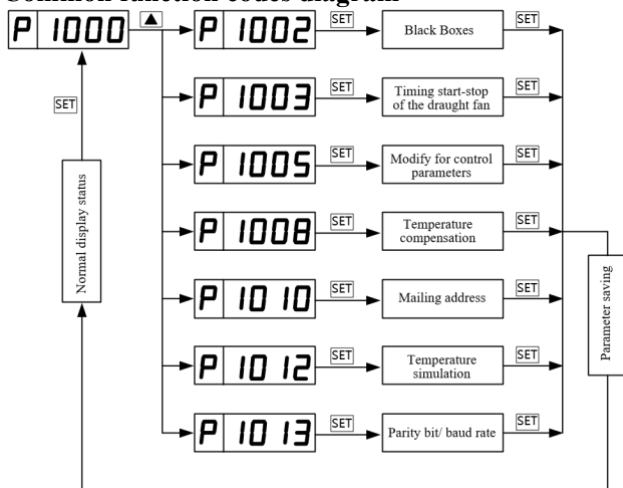 Common function codes diagram
P 1000
▲
P 1002
SET
Black Boxes
SET
P 1003
SET
Timing start-stop
of the draught fan
SET
SET
P 1005
SET
Modify for control
parameters
SET
Normal display status
P 1008
SET
Temperature
compensation
SET
P 1010
SET
Mailing address
SET
Parameter saving
P 1012
SET
Temperature
simulation
SET
P 1013
SET
Parity bit/ baud rate
SET